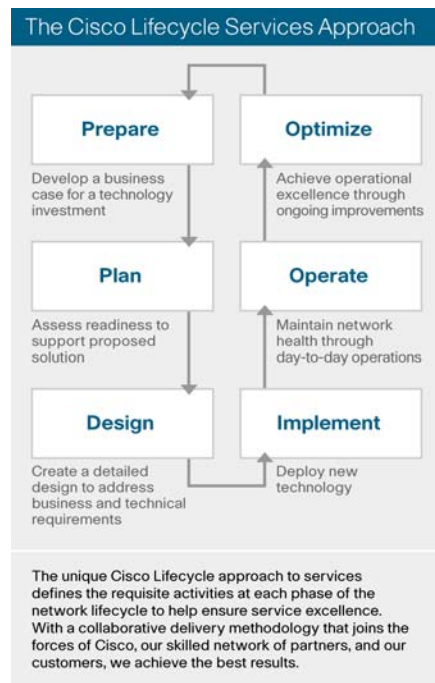 The Cisco Lifecycle Services Approach
Prepare
Develop a business
case for a technology
investment
Plan
Assess readiness to
support proposed
solution
Design
Create a detailed
design to address
business and technical
requirements
Implement
Deploy new
technology
Operate
Maintain network
health through
day-to-day operations
Optimize
Achieve operational
excellence through
ongoing improvements
The unique Cisco Lifecycle approach to services
defines the requisite activities at each phase of the
network lifecycle to help ensure service excellence.
With a collaborative delivery methodology that joins the
forces of Cisco, our skilled network of partners, and our
customers, we achieve the best results.